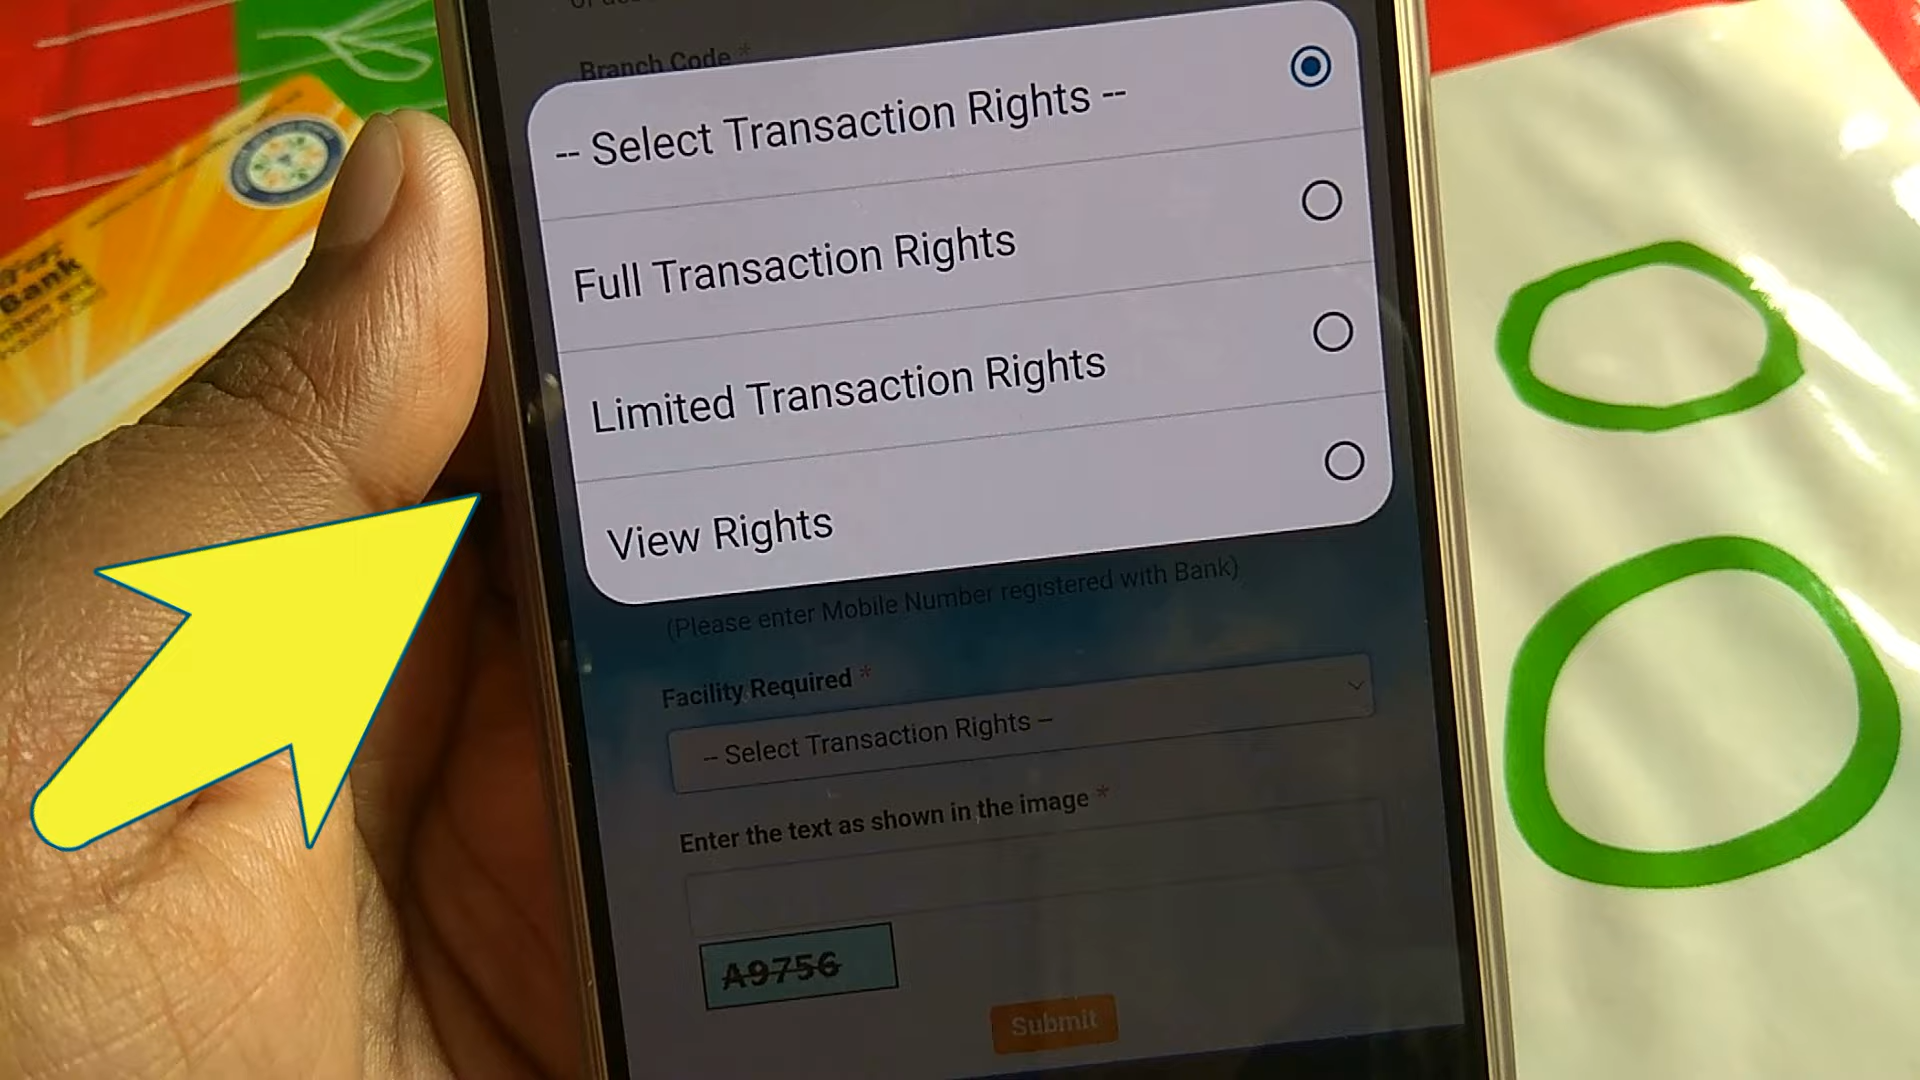 Branch Code *
-- Select Transaction Rights --
Full Transaction Rights
Limited Transaction Rights
View Rights
(Please enter Mobile Number registered with Bank)
Facility Required *
-- Select Transaction Rights --
Enter the text as shown in the image *
A9756
Submit
Bank